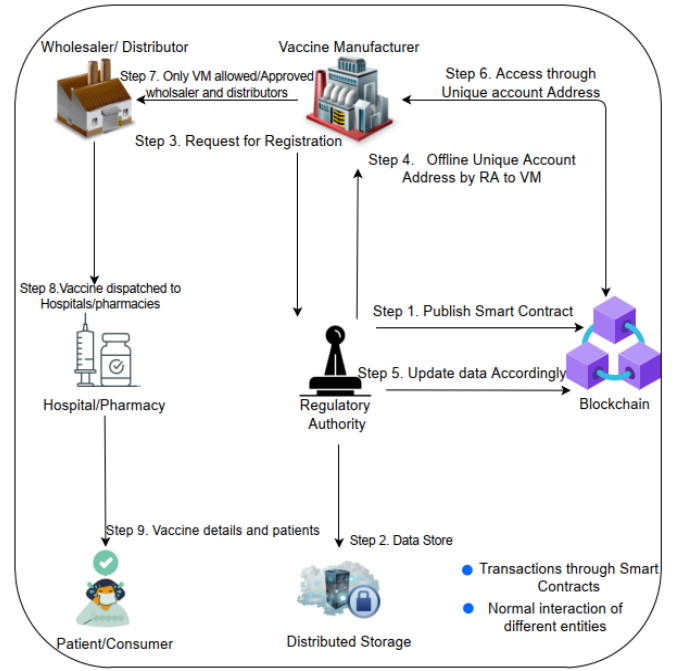 Wholesaler/ Distributor
Vaccine Manufacturer
Step 7. Only VM allowed/Approved
wholsaler and distributors
Step 6. Access through
Unique account Address
Step 3. Request for Registration
Step 4. Offline Unique Account
Address by RA to VM
Step 8.Vaccine dispatched to
Hospitals/pharmacies
Step 1. Publish Smart Contract
Step 5. Update data Accordingly
Hospital/Pharmacy
Regulatory
Authority
Blockchain
Step 9. Vaccine details and patients
Step 2. Data Store
Transactions through Smart
Contracts
Normal interaction of
different entities
Patient/Consumer
Distributed Storage